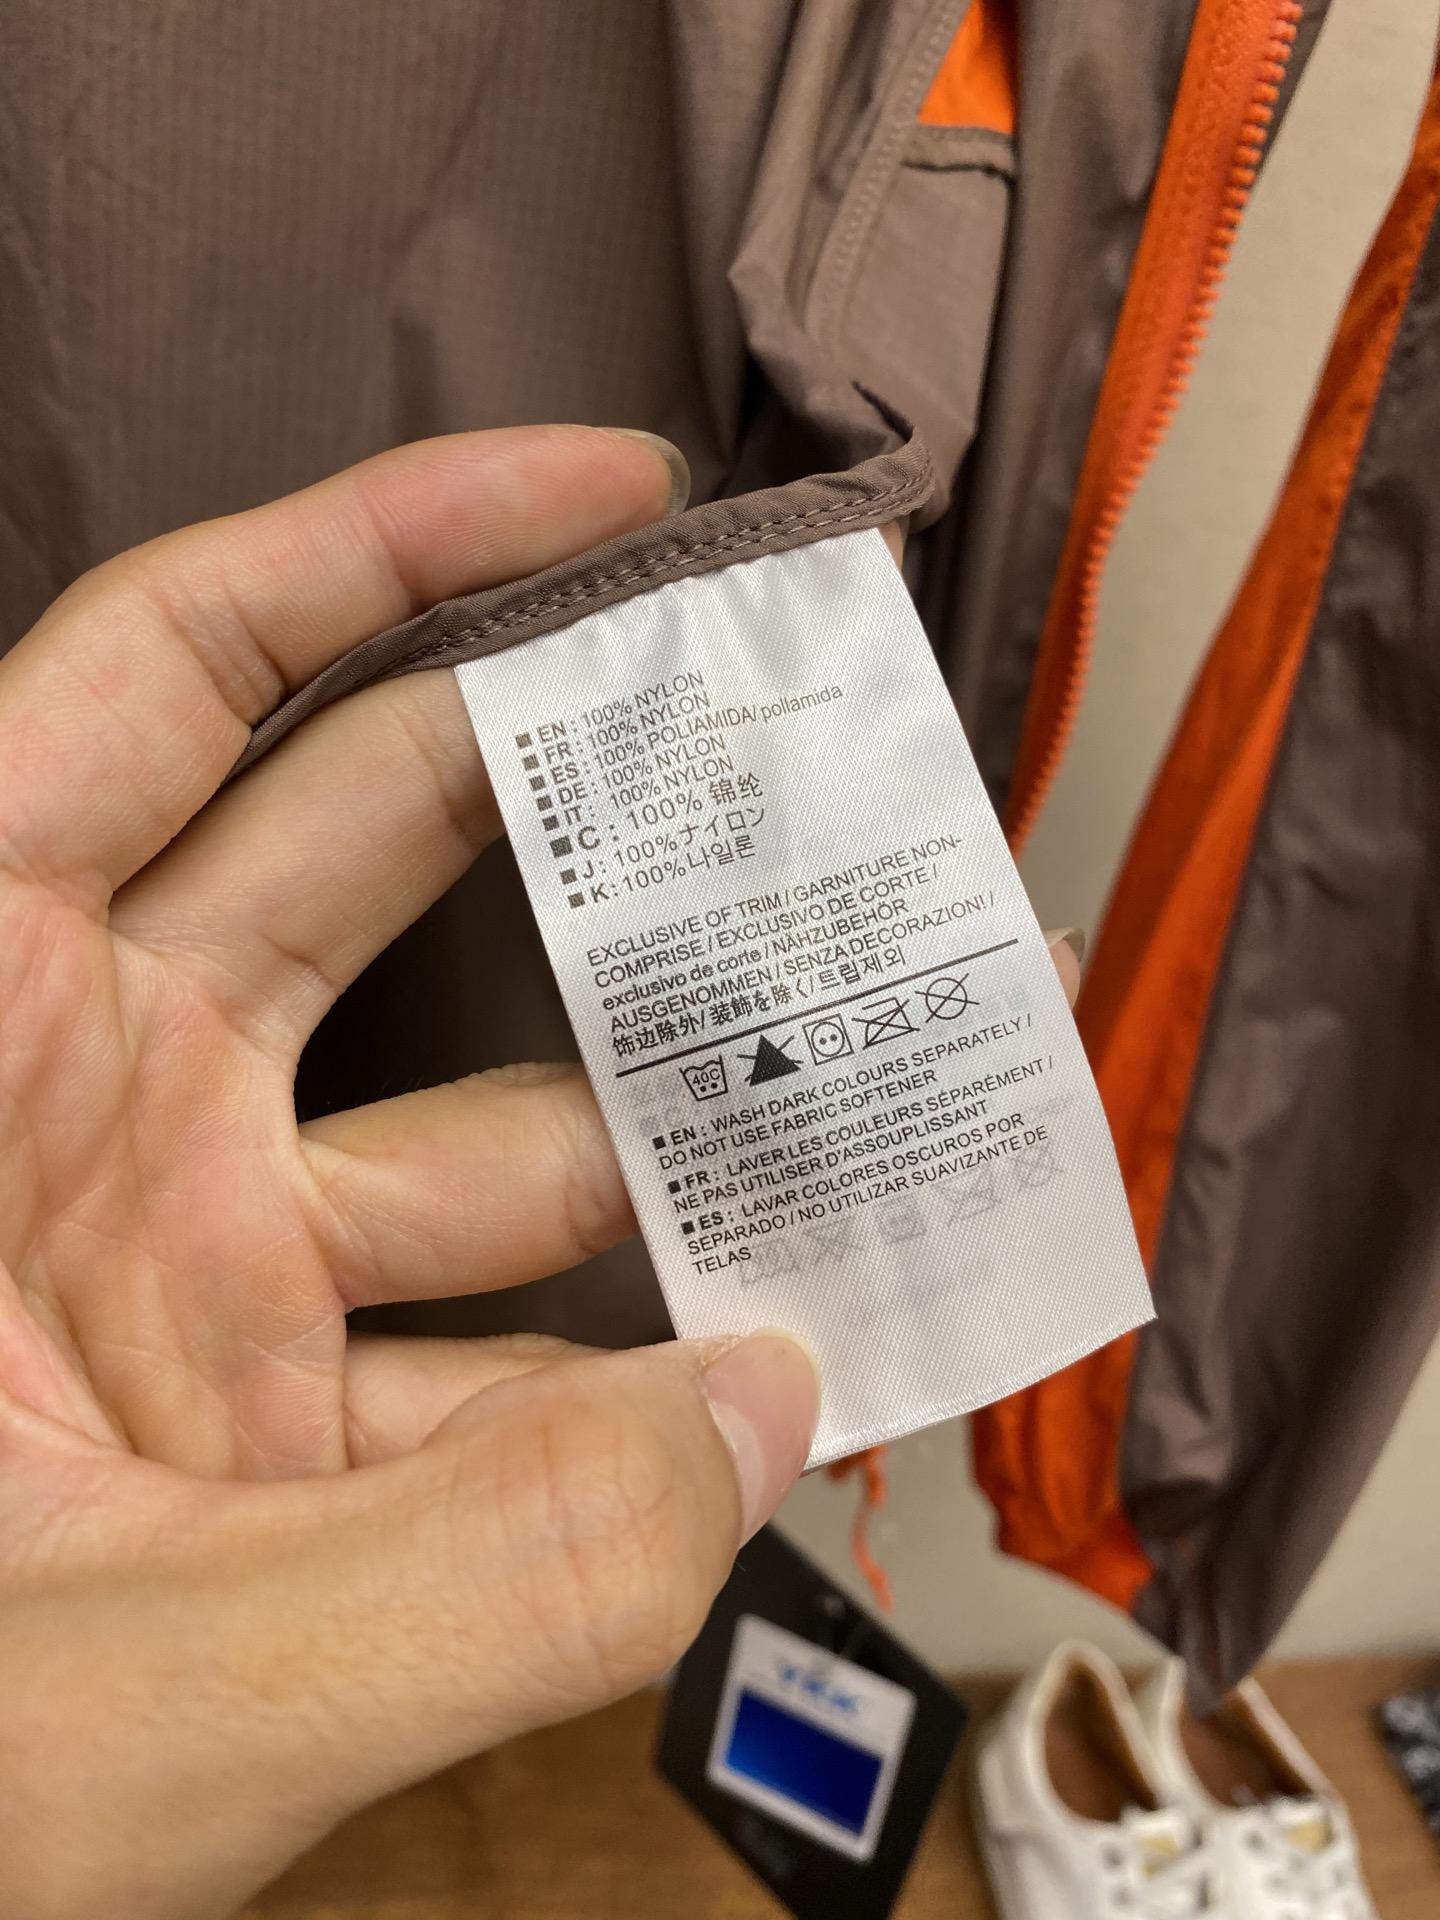 ■ EN : 100% NYLON
■ FR : 100% NYLON
■ ES : 100% POLIAMIDA/ poliamida
■ DE : 100% NYLON
■ IT : 100% NYLON
■ C : 100% 锦纶
■ J : 100%ナイロン
■ K : 100%나일론
EXCLUSIVE OF TRIM / GARNITURE NON-
COMPRISE / EXCLUSIVO DE CORTE /
exclusivo de corte / NÄHZUBEHÖR
AUSGENOMMEN / SENZA DECORAZIONI /
饰边除外/ 装飾を除く/ 트림제외
40C
■ EN : WASH DARK COLOURS SEPARATELY /
DO NOT USE FABRIC SOFTENER
■ FR : LAVER LES COULEURS SÉPARÉMENT /
NE PAS UTILISER D'ASSOUPLISSANT
■ ES : LAVAR COLORES OSCUROS POR
SEPARADO / NO UTILIZAR SUAVIZANTE DE
TELAS